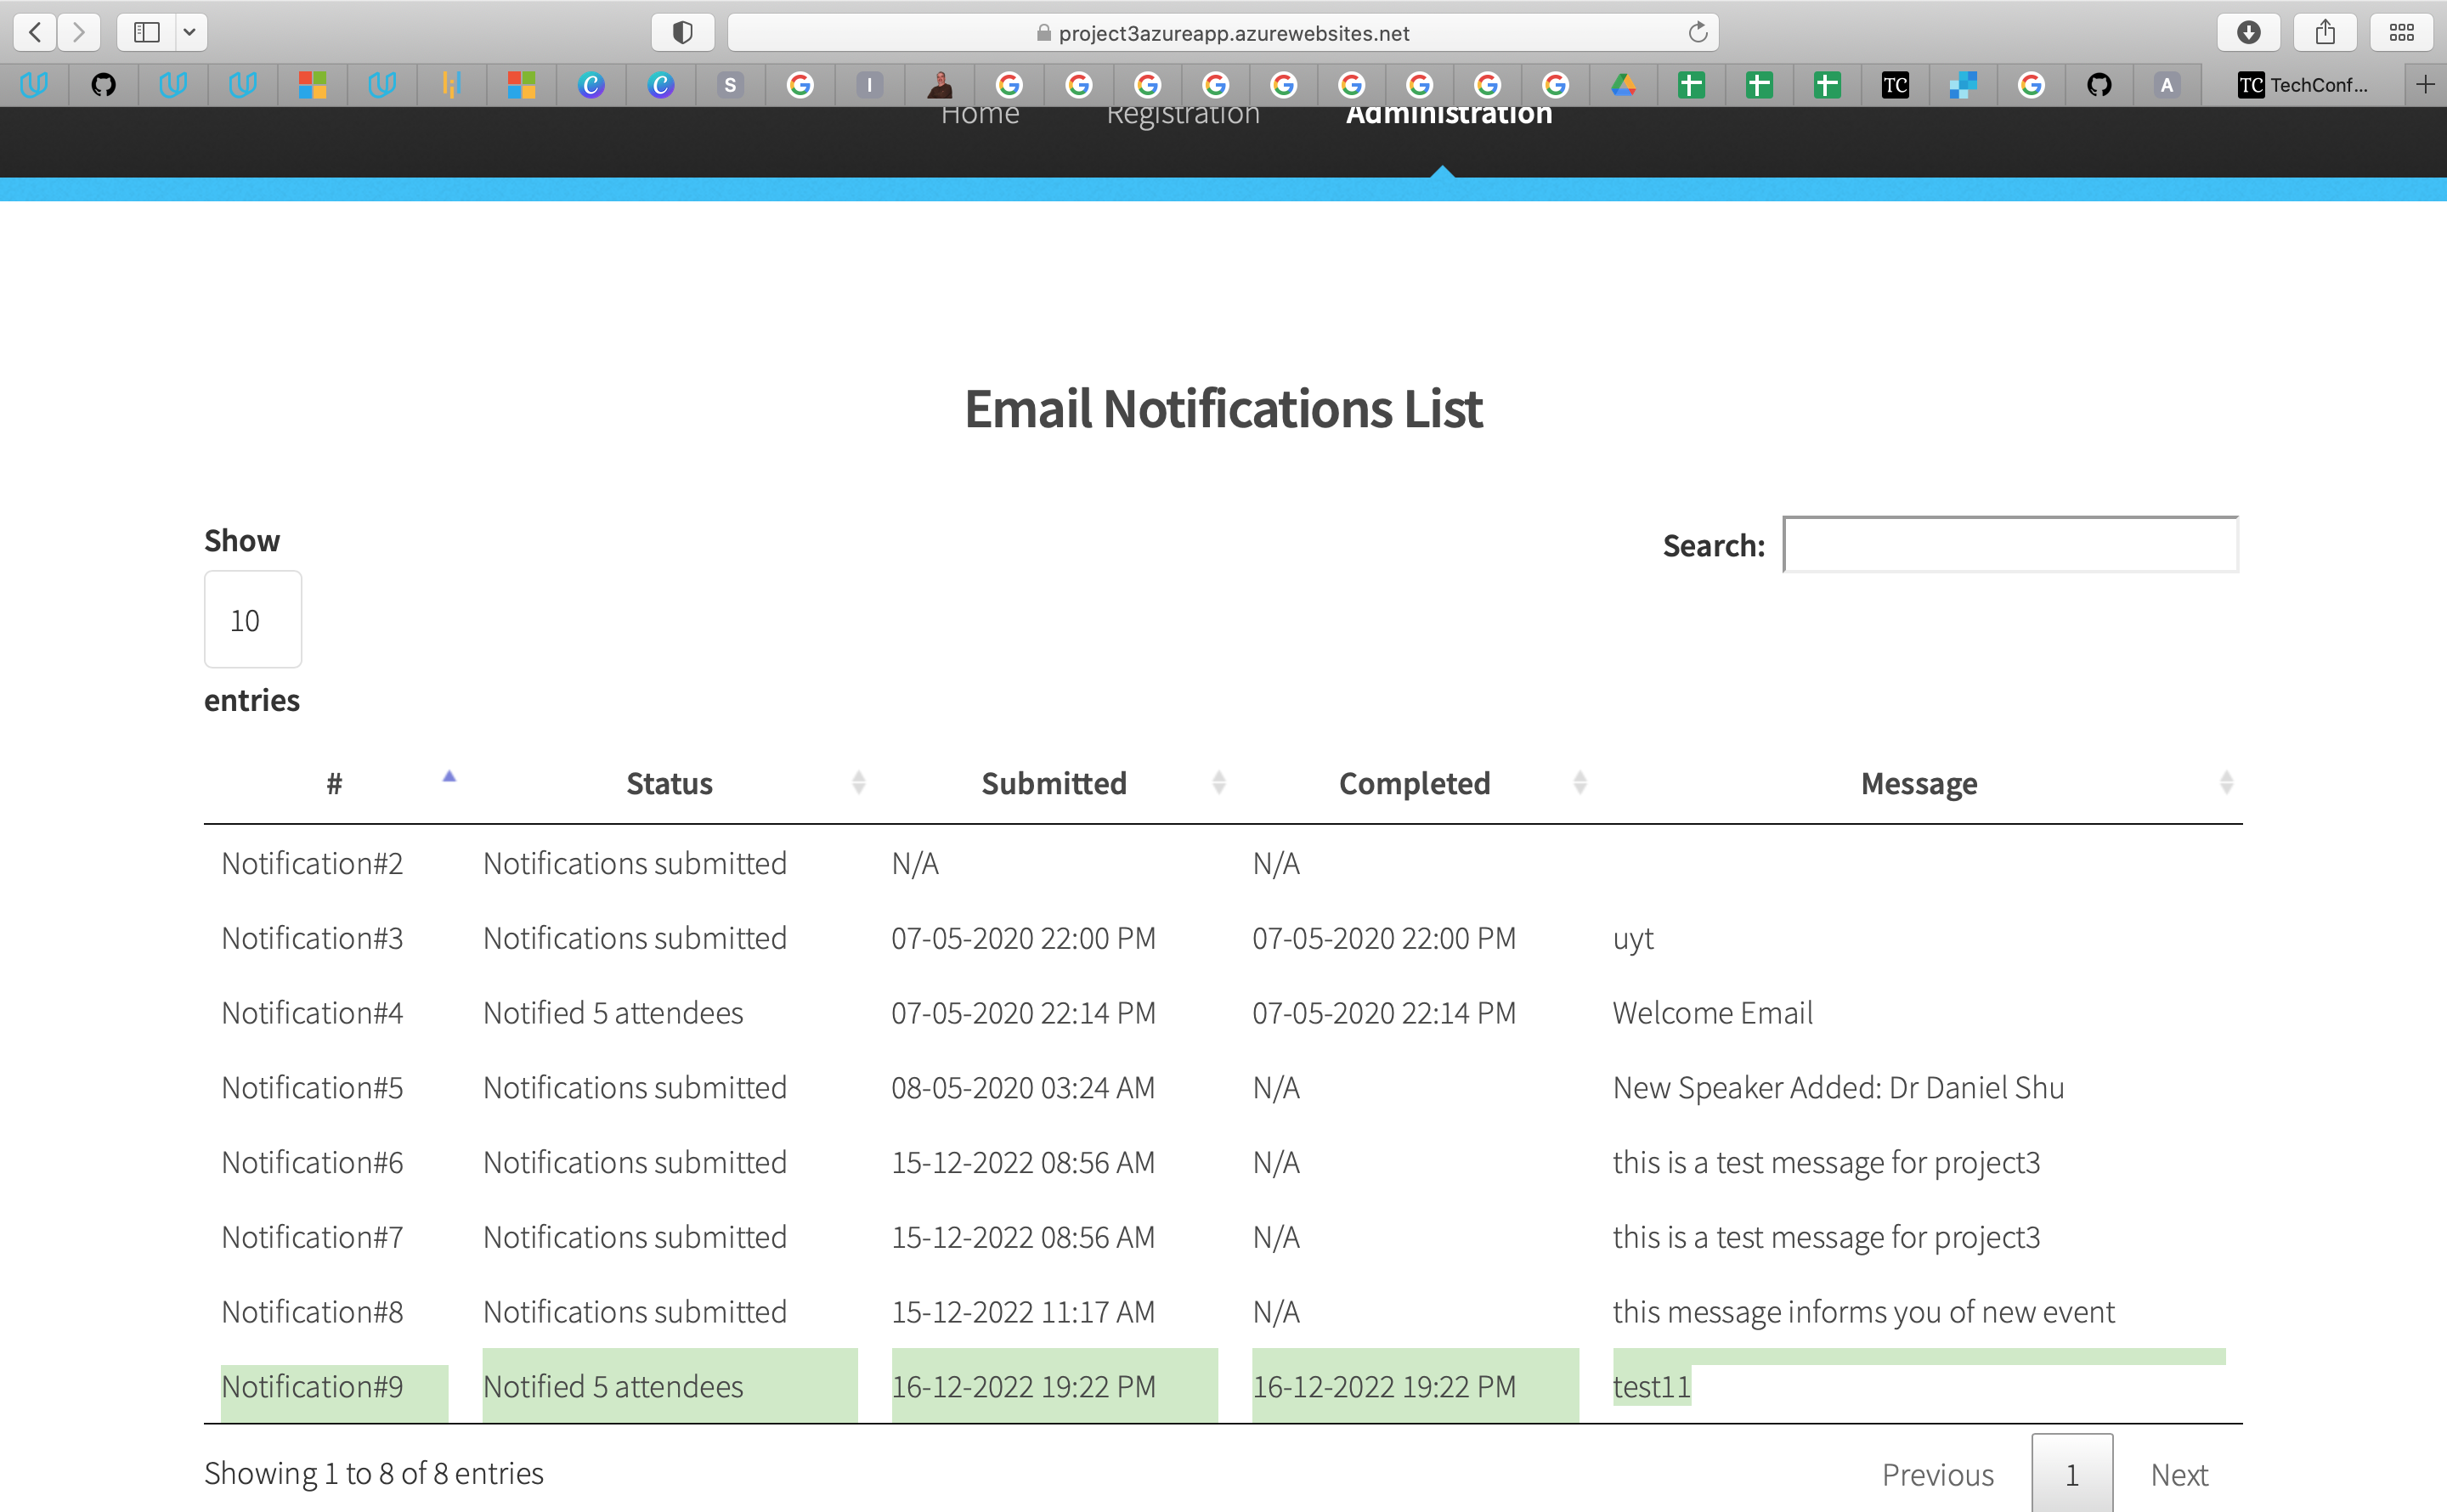 project3azureapp.azurewebsites.net
S I TC A TC TechConf...
Home Registration Administration
Email Notifications List
Show
Search:
10
entries
# Status Submitted Completed Message
Notification#2 Notifications submitted N/A N/A
Notification#3 Notifications submitted 07-05-2020 22:00 PM 07-05-2020 22:00 PM uyt
Notification#4 Notified 5 attendees 07-05-2020 22:14 PM 07-05-2020 22:14 PM Welcome Email
Notification#5 Notifications submitted 08-05-2020 03:24 AM N/A New Speaker Added: Dr Daniel Shu
Notification#6 Notifications submitted 15-12-2022 08:56 AM N/A this is a test message for project3
Notification#7 Notifications submitted 15-12-2022 08:56 AM N/A this is a test message for project3
Notification#8 Notifications submitted 15-12-2022 11:17 AM N/A this message informs you of new event
Notification#9 Notified 5 attendees 16-12-2022 19:22 PM 16-12-2022 19:22 PM test11
Showing 1 to 8 of 8 entries
Previous 1 Next